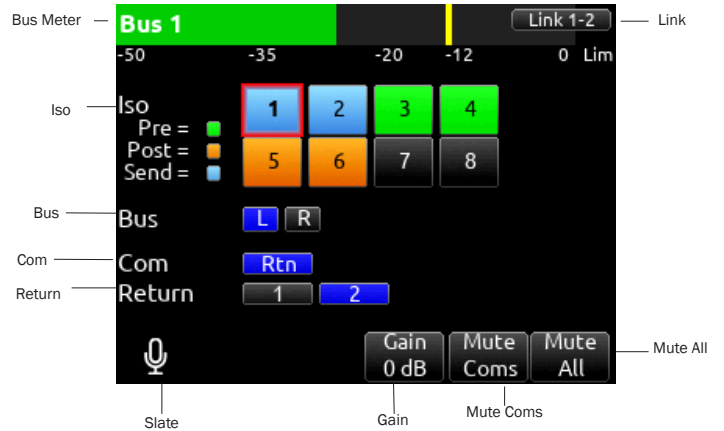 Bus Meter
Bus 1
Link 1-2
Link
-50 -35 -20 -12 0 Lim
Iso
Iso
1 2 3 4
Pre =
Post =
Send =
5 6 7 8
Bus
Bus
L R
Com
Com
Rtn
Return
Return
1 2
Gain
0 dB
Mute
Coms
Mute
All
Mute All
Slate
Gain
Mute Coms